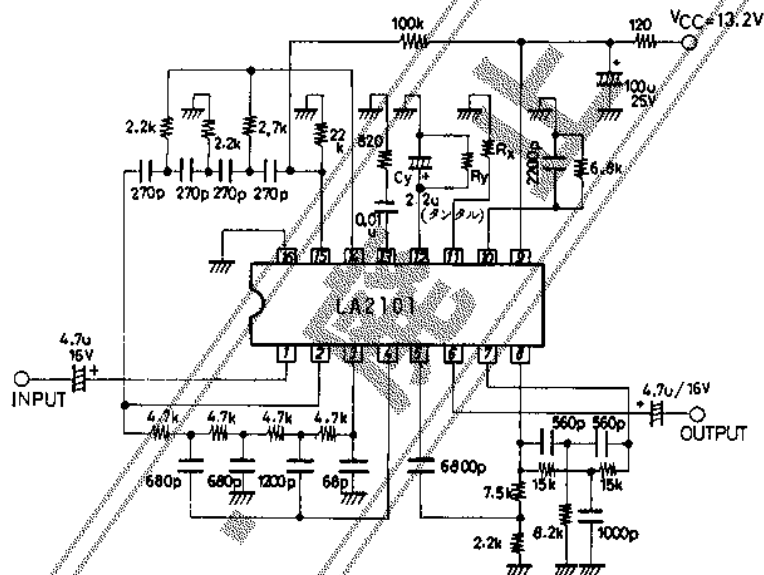 100k
120
VCC=13.2V
100u
25V
2.2k
2.2k
2.7k
22
k
820
Cy
+
Ry
Rx
2200p
6.8k
270p
270p
270p
270p
2.2u
(タンタル)
0.01
u
16
15
14
13
12
11
10
9
LA2101
1
2
3
4
5
6
7
8
4.7u
16V
+
INPUT
4.7k
4.7k
4.7k
4.7k
680p
680p
1200p
68p
6800p
4.7u/16V
+
OUTPUT
560p
560p
15k
15k
7.5k
8.2k
1000p
2.2k